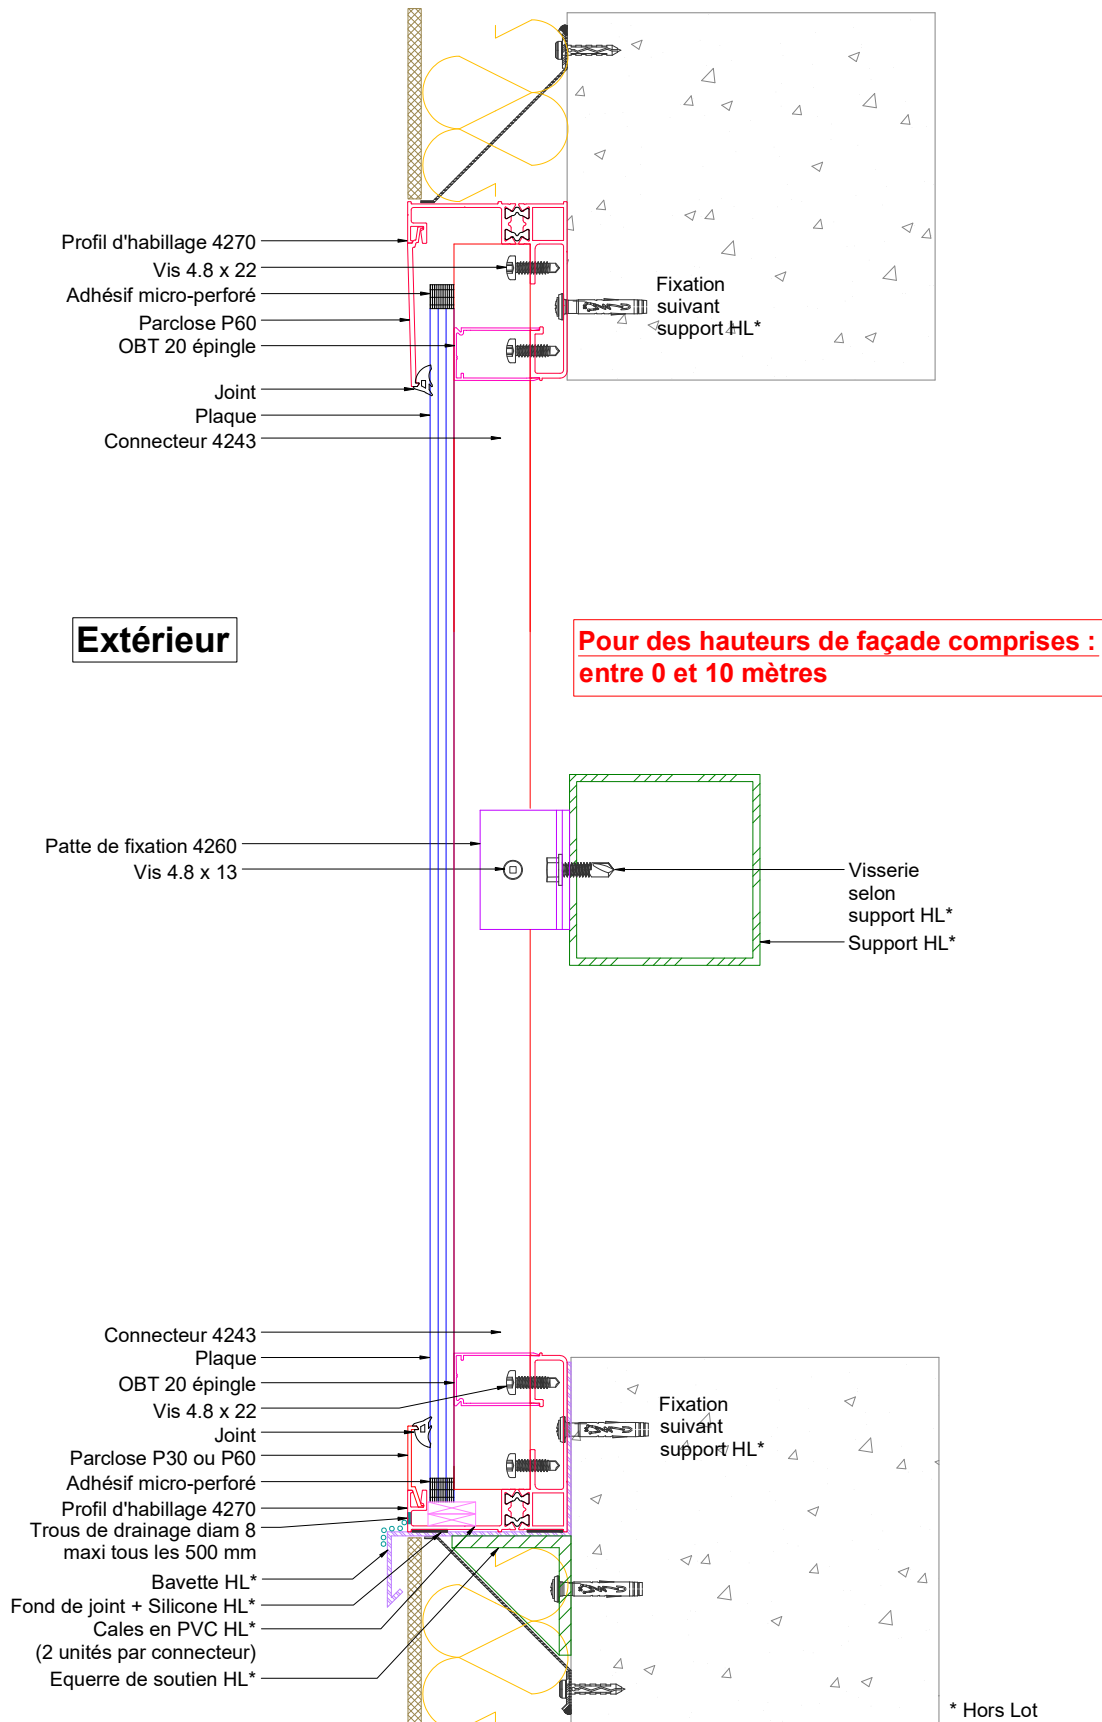 Profil d'habillage 4270
Vis 4.8 x 22
Adhésif micro-perforé
Parclose P60
OBT 20 épingle
Joint
Plaque
Connecteur 4243
Fixation
suivant
support HL*
Extérieur
Pour des hauteurs de façade comprises :
entre 0 et 10 mètres
Patte de fixation 4260
Vis 4.8 x 13
Visserie
selon
support HL*
Support HL*
Connecteur 4243
Plaque
OBT 20 épingle
Vis 4.8 x 22
Joint
Parclose P30 ou P60
Adhésif micro-perforé
Profil d'habillage 4270
Trous de drainage diam 8
maxi tous les 500 mm
Bavette HL*
Fond de joint + Silicone HL*
Cales en PVC HL*
(2 unités par connecteur)
Equerre de soutien HL*
Fixation
suivant
support HL*
* Hors Lot